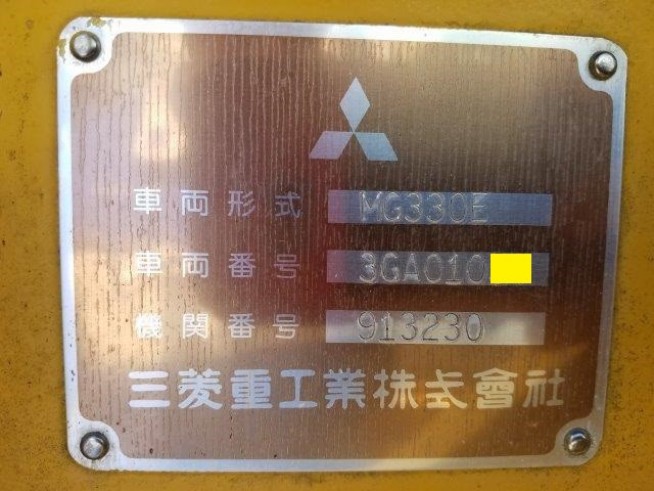 車両形式 MG330E
車両番号 3GA010
機関番号 913230
三菱重工業株式會社